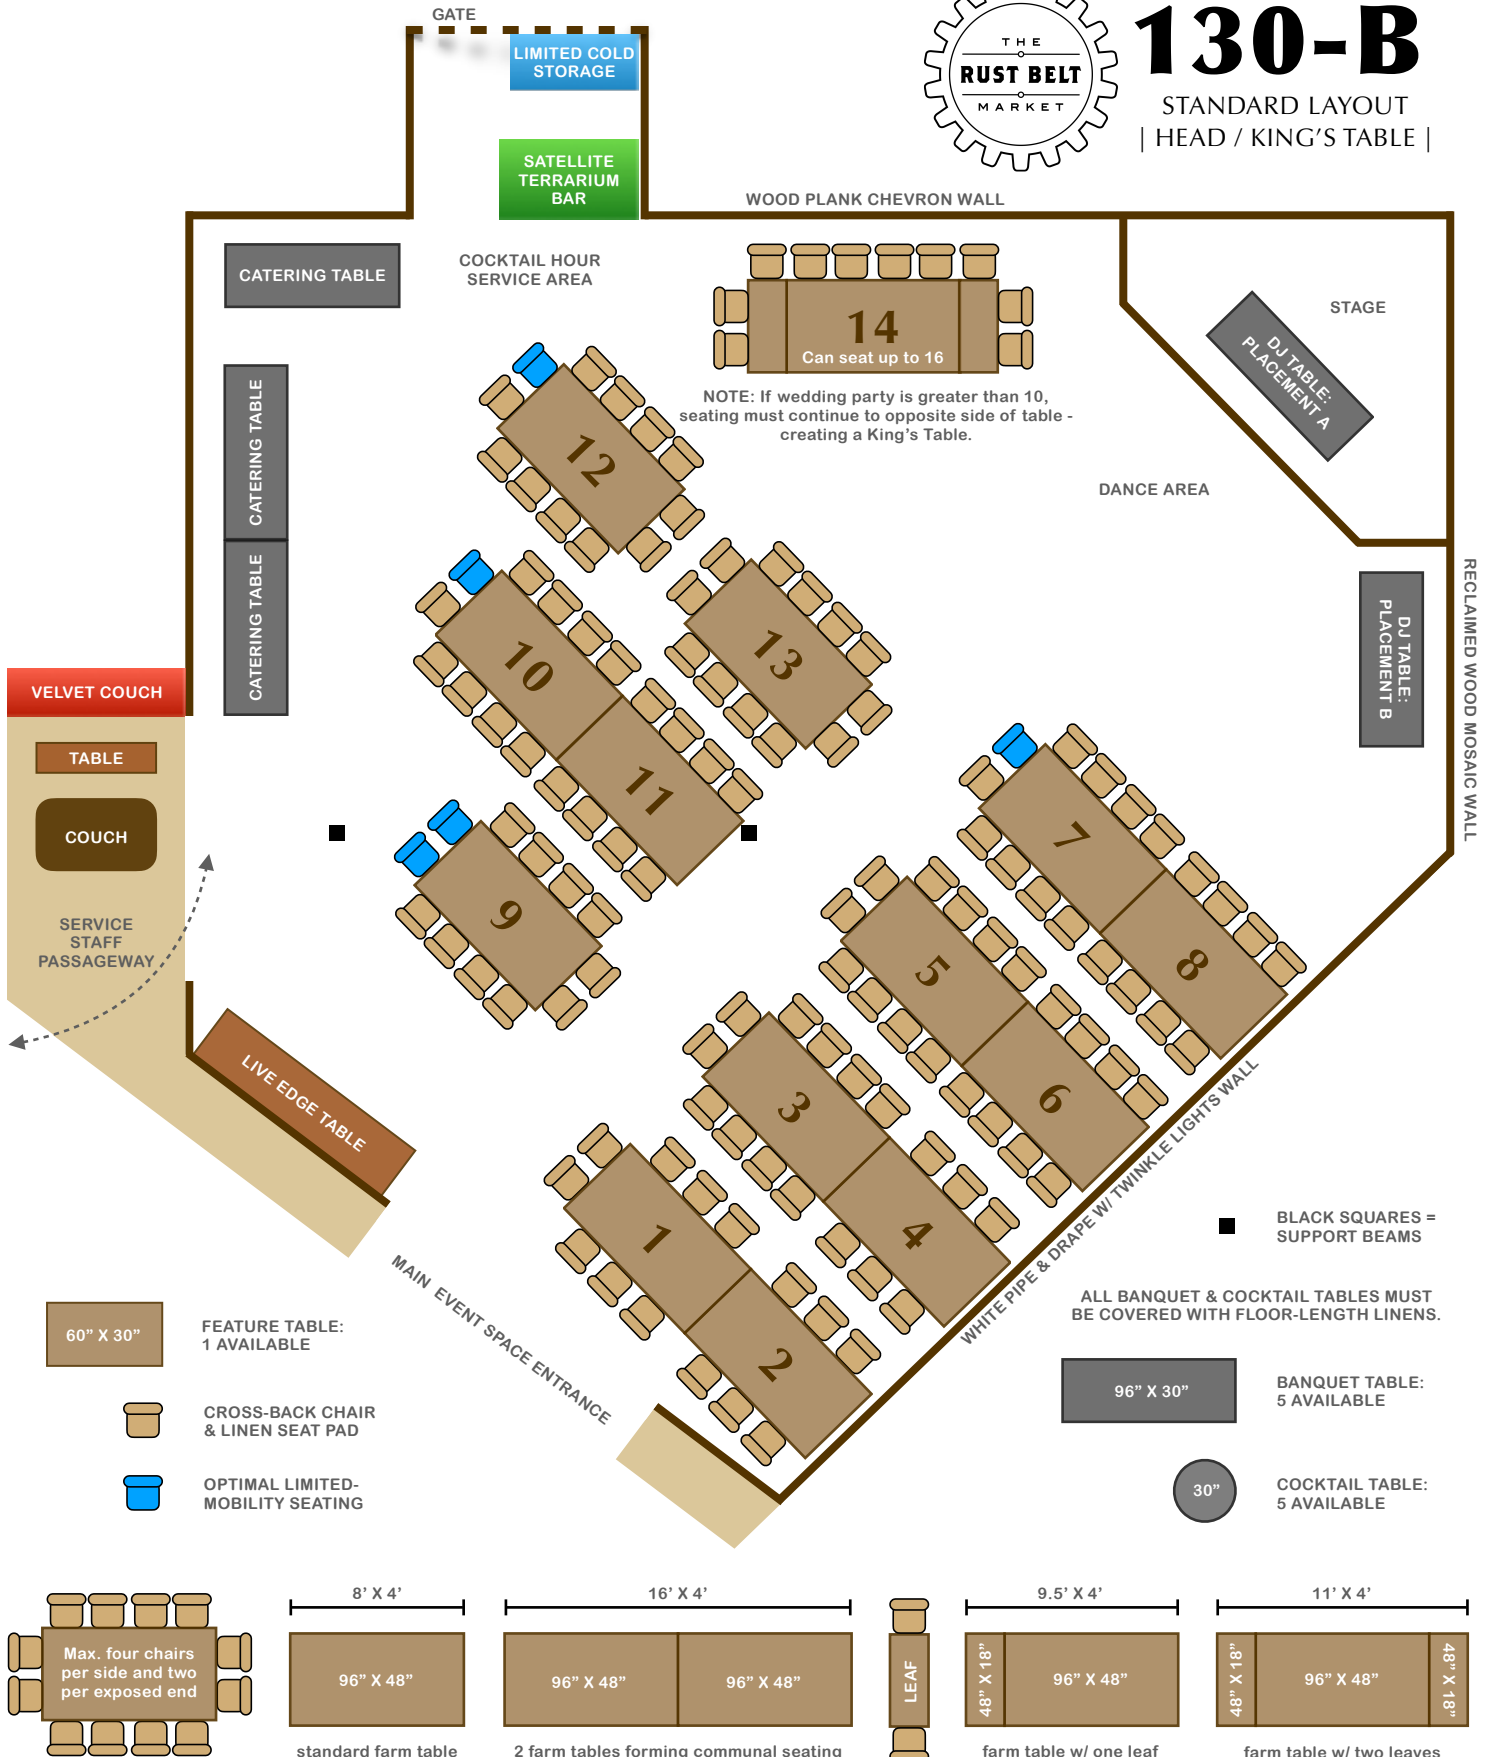 GATE
LIMITED COLD
STORAGE
THE
RUST BELT
MARKET
130-B
STANDARD LAYOUT
| HEAD / KING'S TABLE |
SATELLITE
TERRARIUM
BAR
WOOD PLANK CHEVRON WALL
CATERING TABLE
COCKTAIL HOUR
SERVICE AREA
14
Can seat up to 16
NOTE: If wedding party is greater than 10,
seating must continue to opposite side of table -
creating a King's Table.
STAGE
DJ TABLE:
PLACEMENT A
DANCE AREA
CATERING TABLE
CATERING TABLE
12
10
11
13
DJ TABLE:
PLACEMENT B
RECLAIMED WOOD MOSAIC WALL
VELVET COUCH
TABLE
COUCH
SERVICE
STAFF
PASSAGEWAY
9
7
8
5
6
3
4
1
2
LIVE EDGE TABLE
MAIN EVENT SPACE ENTRANCE
WHITE PIPE & DRAPE W/ TWINKLE LIGHTS WALL
BLACK SQUARES =
SUPPORT BEAMS
ALL BANQUET & COCKTAIL TABLES MUST
BE COVERED WITH FLOOR-LENGTH LINENS.
60” X 30”
FEATURE TABLE:
1 AVAILABLE
CROSS-BACK CHAIR
& LINEN SEAT PAD
OPTIMAL LIMITED-
MOBILITY SEATING
96” X 30”
BANQUET TABLE:
5 AVAILABLE
30”
COCKTAIL TABLE:
5 AVAILABLE
Max. four chairs
per side and two
per exposed end
8’ X 4’
96” X 48”
standard farm table
16’ X 4’
96” X 48”
96” X 48”
2 farm tables forming communal seating
LEAF
9.5’ X 4’
48” X 18”
96” X 48”
farm table w/ one leaf
11’ X 4’
48” X 18”
96” X 48”
48” X 18”
farm table w/ two leaves